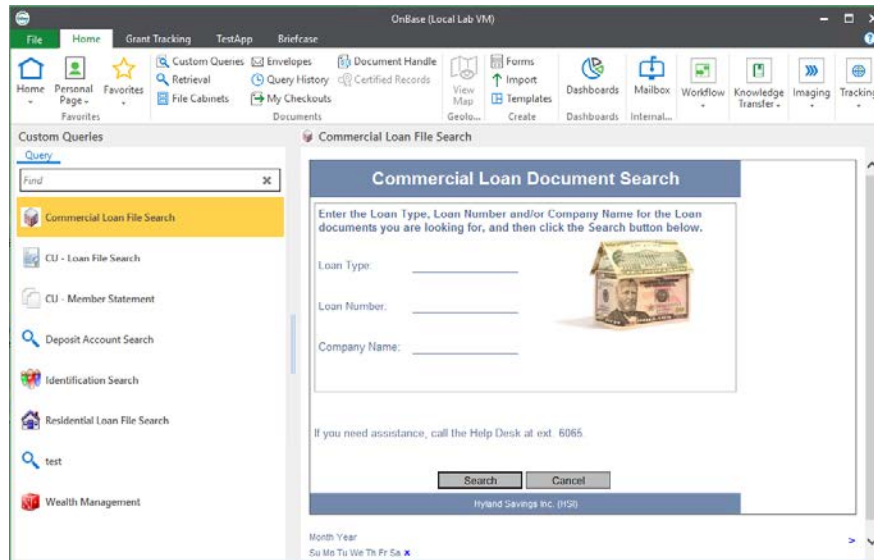 OnBase (Local Lab VM)
File Home Grant Tracking TestApp Briefcase
Home
Personal Page
Favorites
Favorites
Custom Queries
Retrieval
File Cabinets
Envelopes
Query History
My Checkouts
Document Handle
Certified Records
Documents
View Map
Geolo...
Forms
Import
Templates
Create
Dashboards
Dashboards
Mailbox
Internal...
Workflow
Knowledge Transfer
Imaging
Tracking
Custom Queries
Query
Find
Commercial Loan File Search
CU - Loan File Search
CU - Member Statement
Deposit Account Search
Identification Search
Residential Loan File Search
test
Wealth Management
Commercial Loan File Search
Commercial Loan Document Search
Enter the Loan Type, Loan Number and/or Company Name for the Loan
documents you are looking for, and then click the Search button below.
Loan Type:
Loan Number:
Company Name:
If you need assistance, call the Help Desk at ext. 6065.
Search Cancel
Hyland Savings Inc. (HSI)
Month Year
Su Mo Tu We Th Fr Sa x